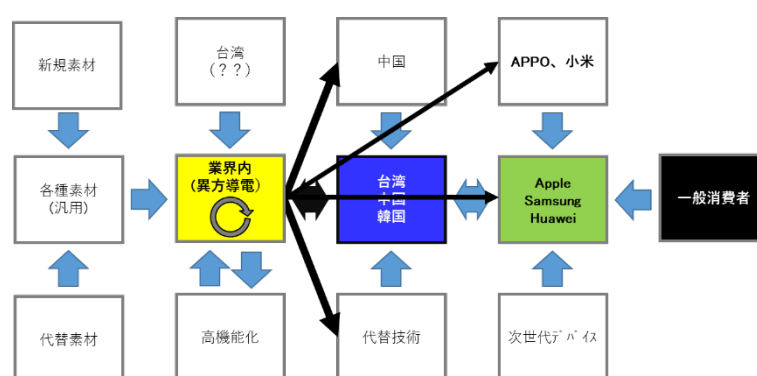 新規素材
台湾
(？？)
中国
APPO、小米
各種素材
(汎用)
業界内
(異方導電)
台湾
中国
韓国
Apple
Samsung
Huawei
一般消費者
代替素材
高機能化
代替技術
次世代ﾃﾞﾊﾞｲｽ